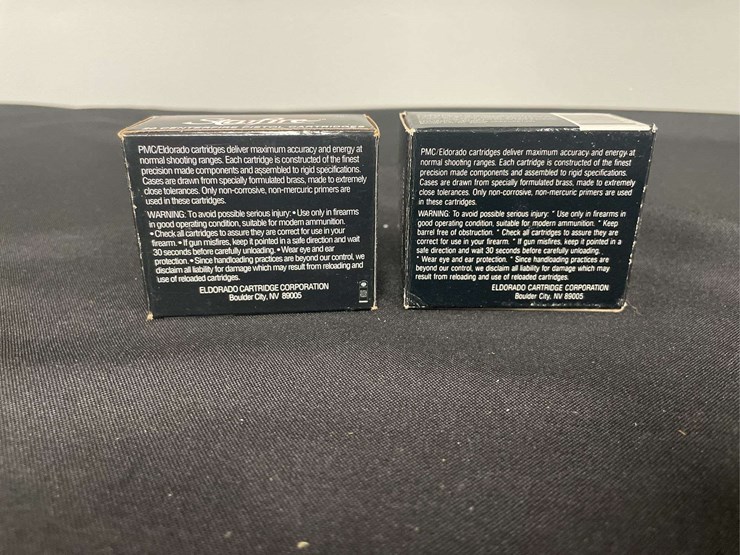 PMC/Eldorado cartridges deliver maximum accuracy and energy at
normal shooting ranges. Each cartridge is constructed of the finest
precision made components and assembled to rigid specifications.
Cases are drawn from specially formulated brass, made to extremely
close tolerances. Only non-corrosive, non-mercuric primers are
used in these cartridges.
WARNING: To avoid possible serious injury: • Use only in firearms
in good operating condition, suitable for modern ammunition.
• Check all cartridges to assure they are correct for use in your
firearm. • If gun misfires, keep it pointed in a safe direction and wait
30 seconds before carefully unloading. • Wear eye and ear
protection. • Since handloading practices are beyond our control, we
disclaim all liability for damage which may result from reloading and
use of reloaded cartridges.
ELDORADO CARTRIDGE CORPORATION
Boulder City, NV 89005
PMC/Eldorado cartridges deliver maximum accuracy and energy at
normal shooting ranges. Each cartridge is constructed of the finest
precision made components and assembled to rigid specifications.
Cases are drawn from specially formulated brass, made to extremely
close tolerances. Only non-corrosive, non-mercuric primers are used
in these cartridges.
WARNING: To avoid possible serious injury: * Use only in firearms in
good operating condition, suitable for modern ammunition. * Keep
barrel free of obstruction. * Check all cartridges to assure they are
correct for use in your firearm. * If gun misfires, keep it pointed in a
safe direction and wait 30 seconds before carefully unloading.
* Wear eye and ear protection. * Since handloading practices are
beyond our control, we disclaim all liability for damage which may
result from reloading and use of reloaded cartridges.
ELDORADO CARTRIDGE CORPORATION
Boulder City, NV 89005